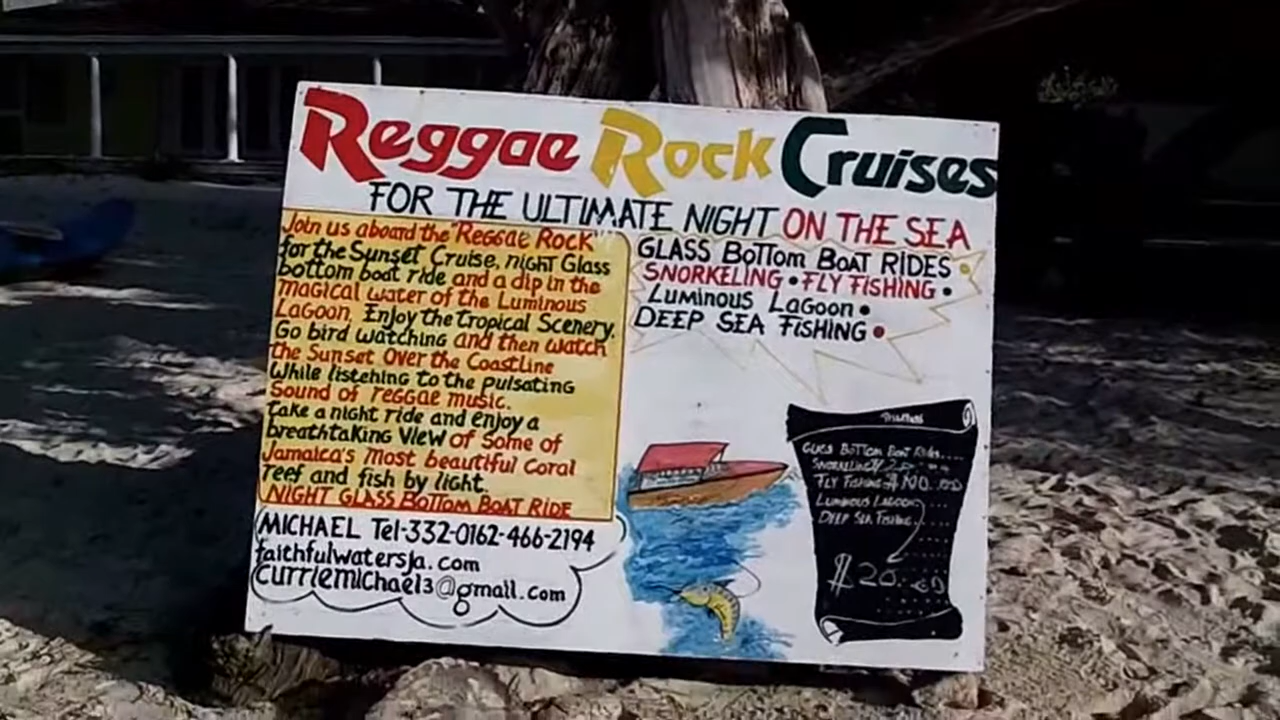 Reggae Rock Cruises
FOR THE ULTIMATE NIGHT ON THE SEA
Join us aboard the "Reggae Rock"
for the Sunset Cruise, night Glass
bottom boat ride and a dip in the
magical water of the Luminous
Lagoon. Enjoy the Tropical Scenery.
Go bird watching and then watch
the Sunset Over the Coastline
While listening to the pulsating
Sound of reggae music.
Take a night ride and enjoy a
breathtaking View of Some of
Jamaica's Most beautiful Coral
reef and fish by light.
NIGHT GLASS BOTTOM BOAT RIDE
MICHAEL Tel-332-0162-466-2194
faithfulwatersja.com
curriemichael3@gmail.com
GLASS BOTTOM BOAT RIDES •
SNORKELING • FLY FISHING •
Luminous Lagoon •
DEEP SEA FISHING •
BOTTOM BOAT RIDES....
SNORKELING
FLY FISHING
LUMINOUS LAGOON
DEEP SEA FISHING